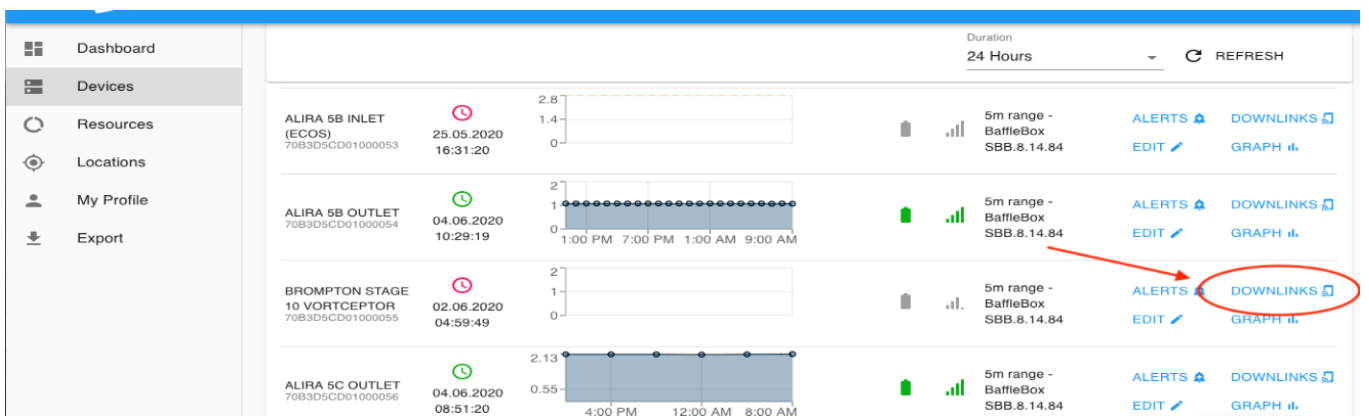 Dashboard
Devices
Resources
Locations
My Profile
Export
Duration
24 Hours
REFRESH
ALIRA 5B INLET
(ECOS)
70B3D5CD01000053
25.05.2020
16:31:20
2.8
1.4
0
5m range -
BaffleBox
SBB.8.14.84
ALERTS
DOWNLINKS
EDIT
GRAPH
ALIRA 5B OUTLET
70B3D5CD01000054
04.06.2020
10:29:19
2
1
0
1:00 PM 7:00 PM 1:00 AM 9:00 AM
5m range -
BaffleBox
SBB.8.14.84
ALERTS
DOWNLINKS
EDIT
GRAPH
BROMPTON STAGE
10 VORTCEPTOR
70B3D5CD01000055
02.06.2020
04:59:49
2
1
0
5m range -
BaffleBox
SBB.8.14.84
ALERTS
DOWNLINKS
EDIT
GRAPH
ALIRA 5C OUTLET
70B3D5CD01000056
04.06.2020
08:51:20
2.13
0.55
4:00 PM 12:00 AM 8:00 AM
5m range -
BaffleBox
SBB.8.14.84
ALERTS
DOWNLINKS
EDIT
GRAPH